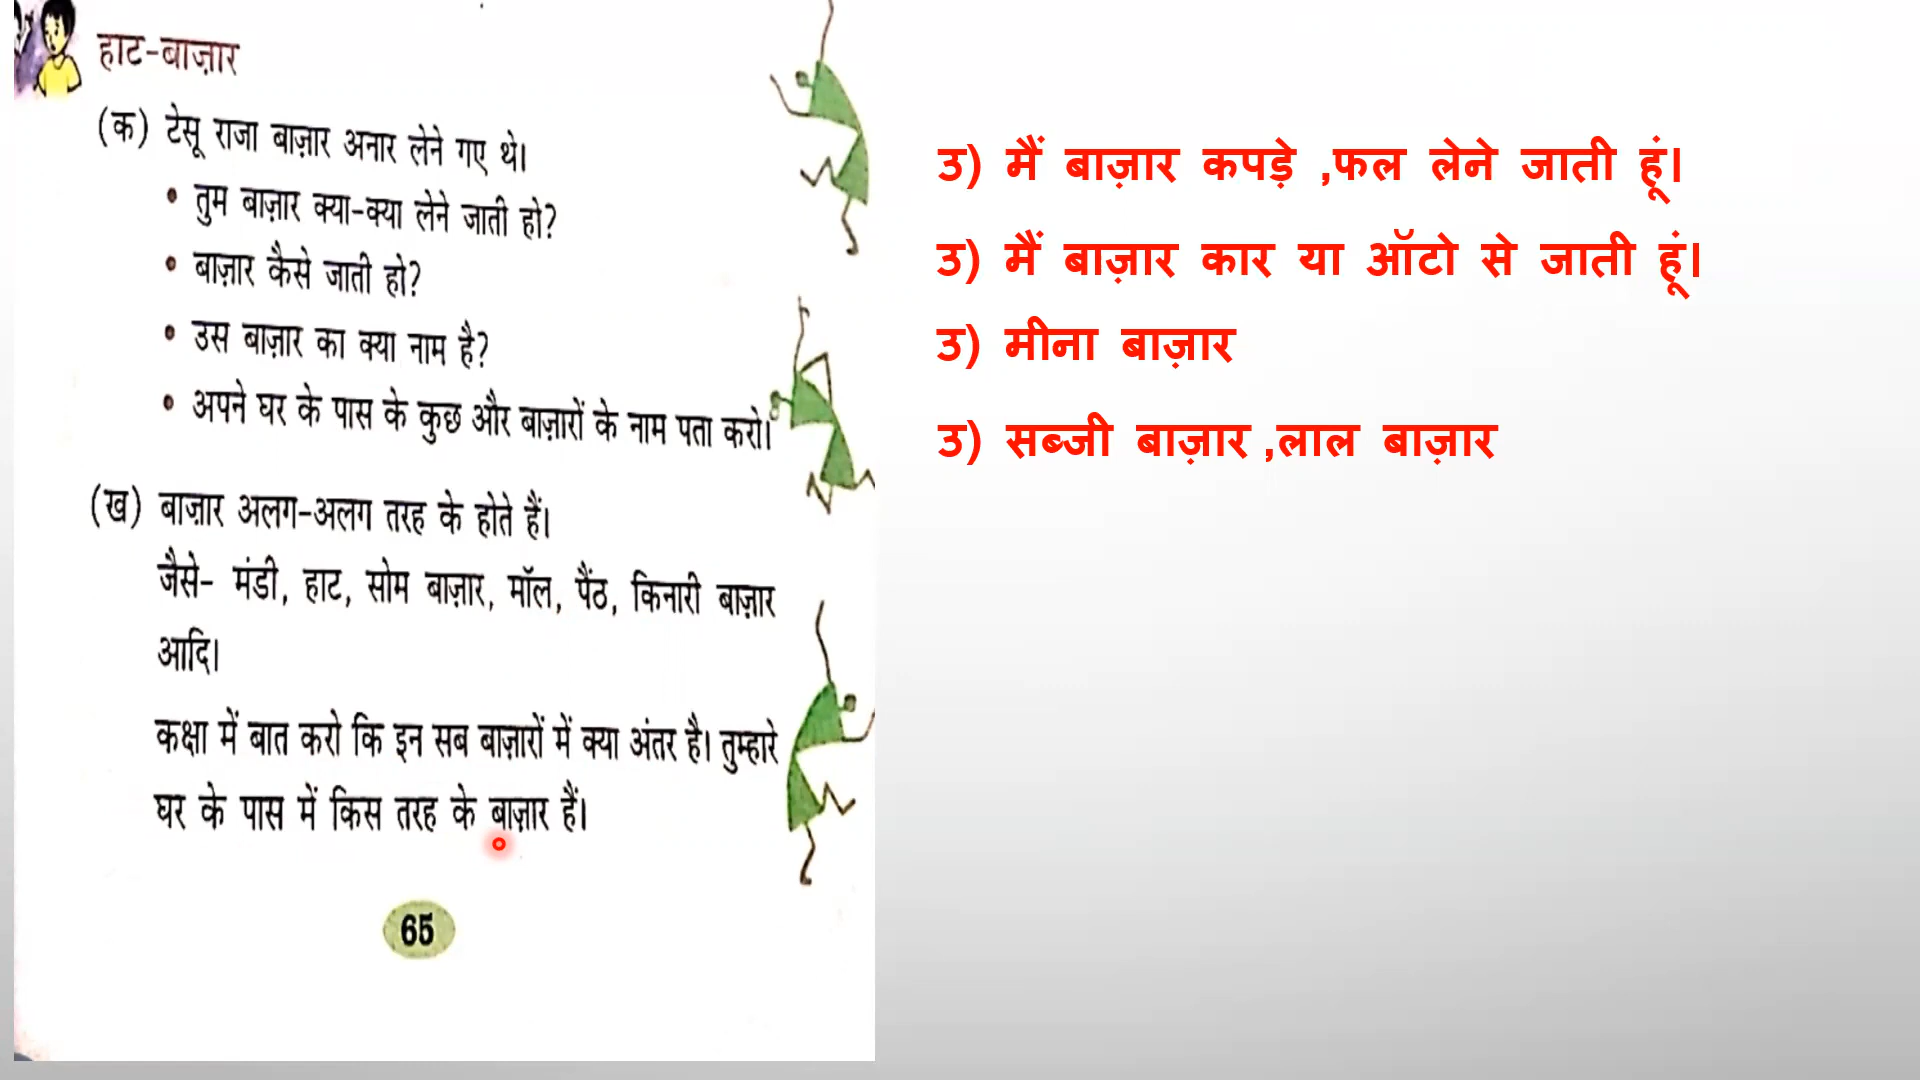 हाट-बाज़ार
(क) टेसू राजा बाज़ार अनार लेने गए थे।
• तुम बाज़ार क्या-क्या लेने जाती हो?
• बाज़ार कैसे जाती हो?
• उस बाज़ार का क्या नाम है?
• अपने घर के पास के कुछ और बाज़ारों के नाम पता करो।
(ख) बाज़ार अलग-अलग तरह के होते हैं।
जैसे- मंडी, हाट, सोम बाज़ार, मॉल, पैंठ, किनारी बाज़ार
आदि।
कक्षा में बात करो कि इन सब बाज़ारों में क्या अंतर है। तुम्हारे
घर के पास में किस तरह के बाज़ार हैं।
65
उ) मैं बाज़ार कपड़े ,फल लेने जाती हूं।
उ) मैं बाज़ार कार या ऑटो से जाती हूं।
उ) मीना बाज़ार
उ) सब्जी बाज़ार ,लाल बाज़ार